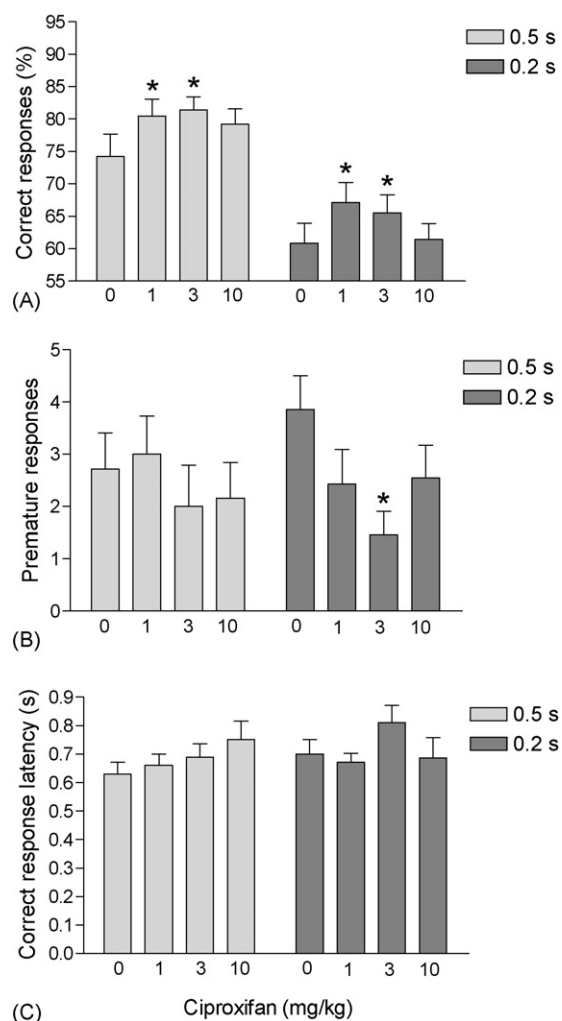 95
90
85
80
75
70
65
60
55
Correct responses (%)
* *
* *
0.5 s
0.2 s
0 1 3 10 0 1 3 10
(A)
5
4
3
2
1
0
Premature responses
*
0.5 s
0.2 s
0 1 3 10 0 1 3 10
(B)
0.9
0.8
0.7
0.6
0.5
0.4
0.3
0.2
0.1
0.0
Correct response latency (s)
0.5 s
0.2 s
0 1 3 10 0 1 3 10
(C) Ciproxifan (mg/kg)